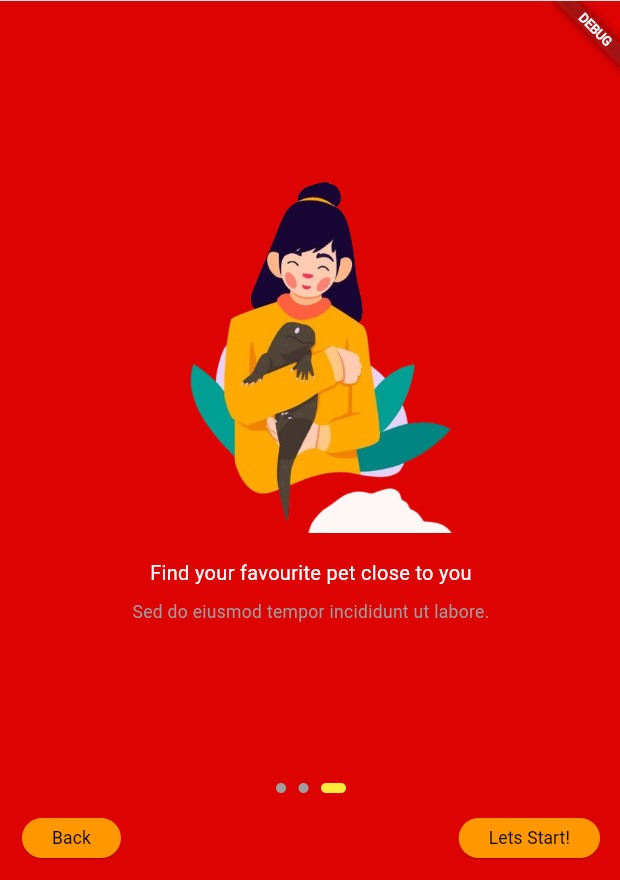 DEBUG
Find your favourite pet close to you
Sed do eiusmod tempor incididunt ut labore.
Back
Lets Start!